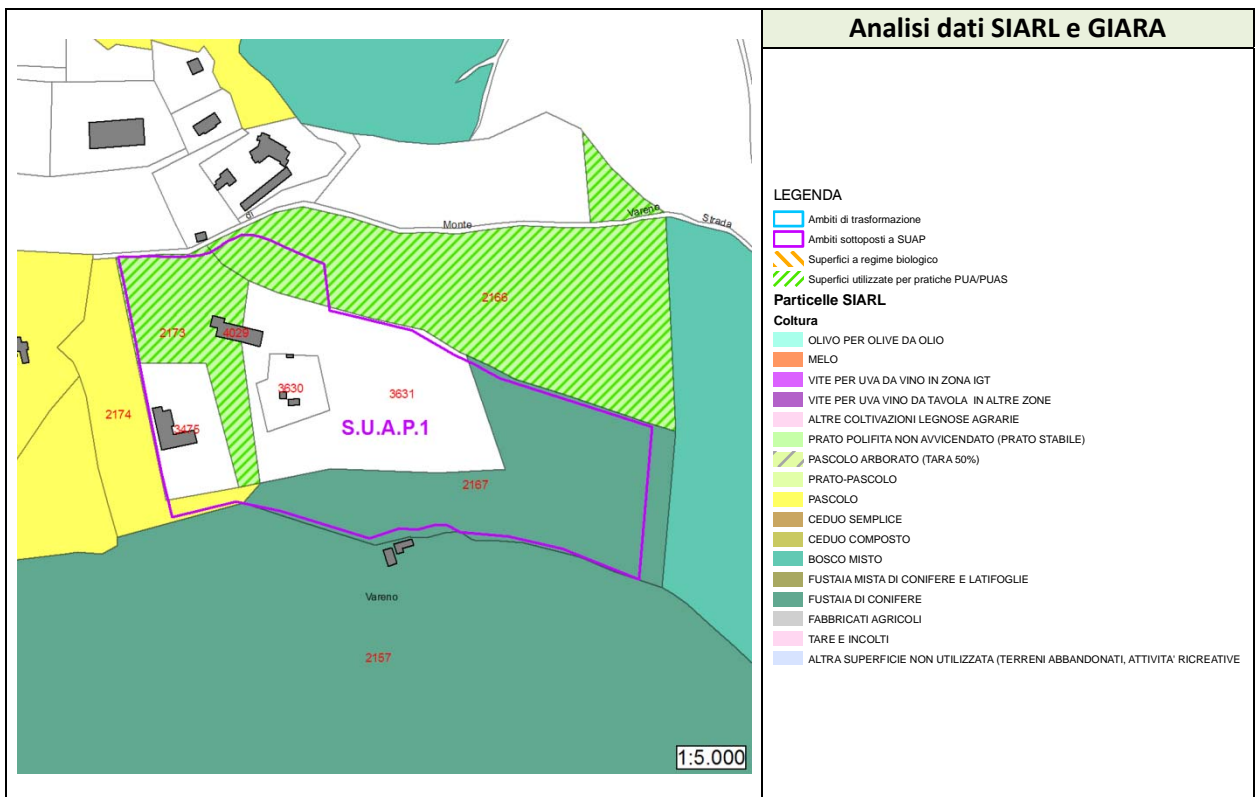 Analisi dati SIARL e GIARA
Monte
Vareno
Strada
2166
2173
4029
3630
3631
2174
3475
S.U.A.P.1
2167
Vareno
2157
1:5.000
LEGENDA
Ambiti di trasformazione
Ambiti sottoposti a SUAP
Superfici a regime biologico
Superfici utilizzate per pratiche PUA/PUAS
Particelle SIARL
Coltura
OLIVO PER OLIVE DA OLIO
MELO
VITE PER UVA DA VINO IN ZONA IGT
VITE PER UVA VINO DA TAVOLA IN ALTRE ZONE
ALTRE COLTIVAZIONI LEGNOSE AGRARIE
PRATO POLIFITA NON AVVICENDATO (PRATO STABILE)
PASCOLO ARBORATO (TARA 50%)
PRATO-PASCOLO
PASCOLO
CEDUO SEMPLICE
CEDUO COMPOSTO
BOSCO MISTO
FUSTAIA MISTA DI CONIFERE E LATIFOGLIE
FUSTAIA DI CONIFERE
FABBRICATI AGRICOLI
TARE E INCOLTI
ALTRA SUPERFICIE NON UTILIZZATA (TERRENI ABBANDONATI, ATTIVITA' RICREATIVE